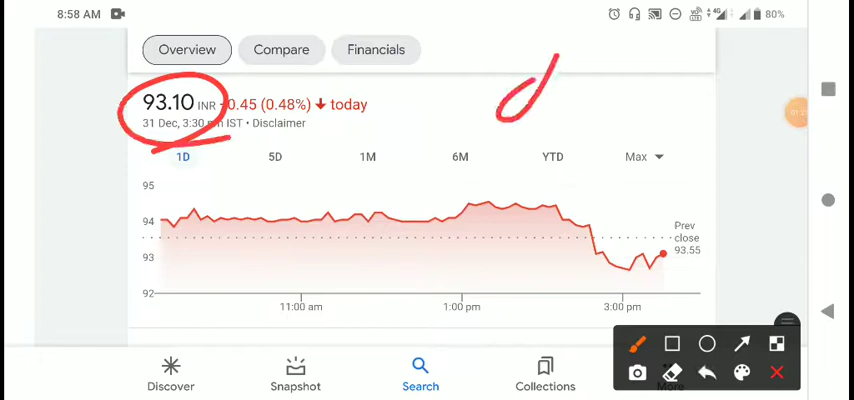 8:58 AM 4G 80%
Overview Compare Financials
93.10 INR 0.45 (0.48%) today
31 Dec, 3:30 pm IST • Disclaimer
1D 5D 1M 6M YTD Max
95
94
93
92
Prev
close
93.55
11:00 am 1:00 pm 3:00 pm
Discover Snapshot Search Collections More